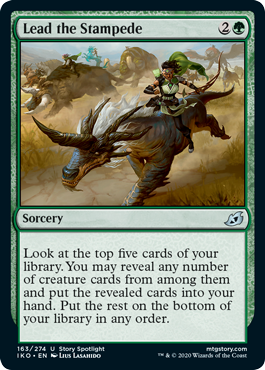 Lead the Stampede 2
Sorcery
Look at the top five cards of your
library. You may reveal any number
of creature cards from among them
and put the revealed cards into your
hand. Put the rest on the bottom of
your library in any order.
163/274 U Story Spotlight mtgstory.com
IKO • EN Lius Lasahido ™ & © 2020 Wizards of the Coast